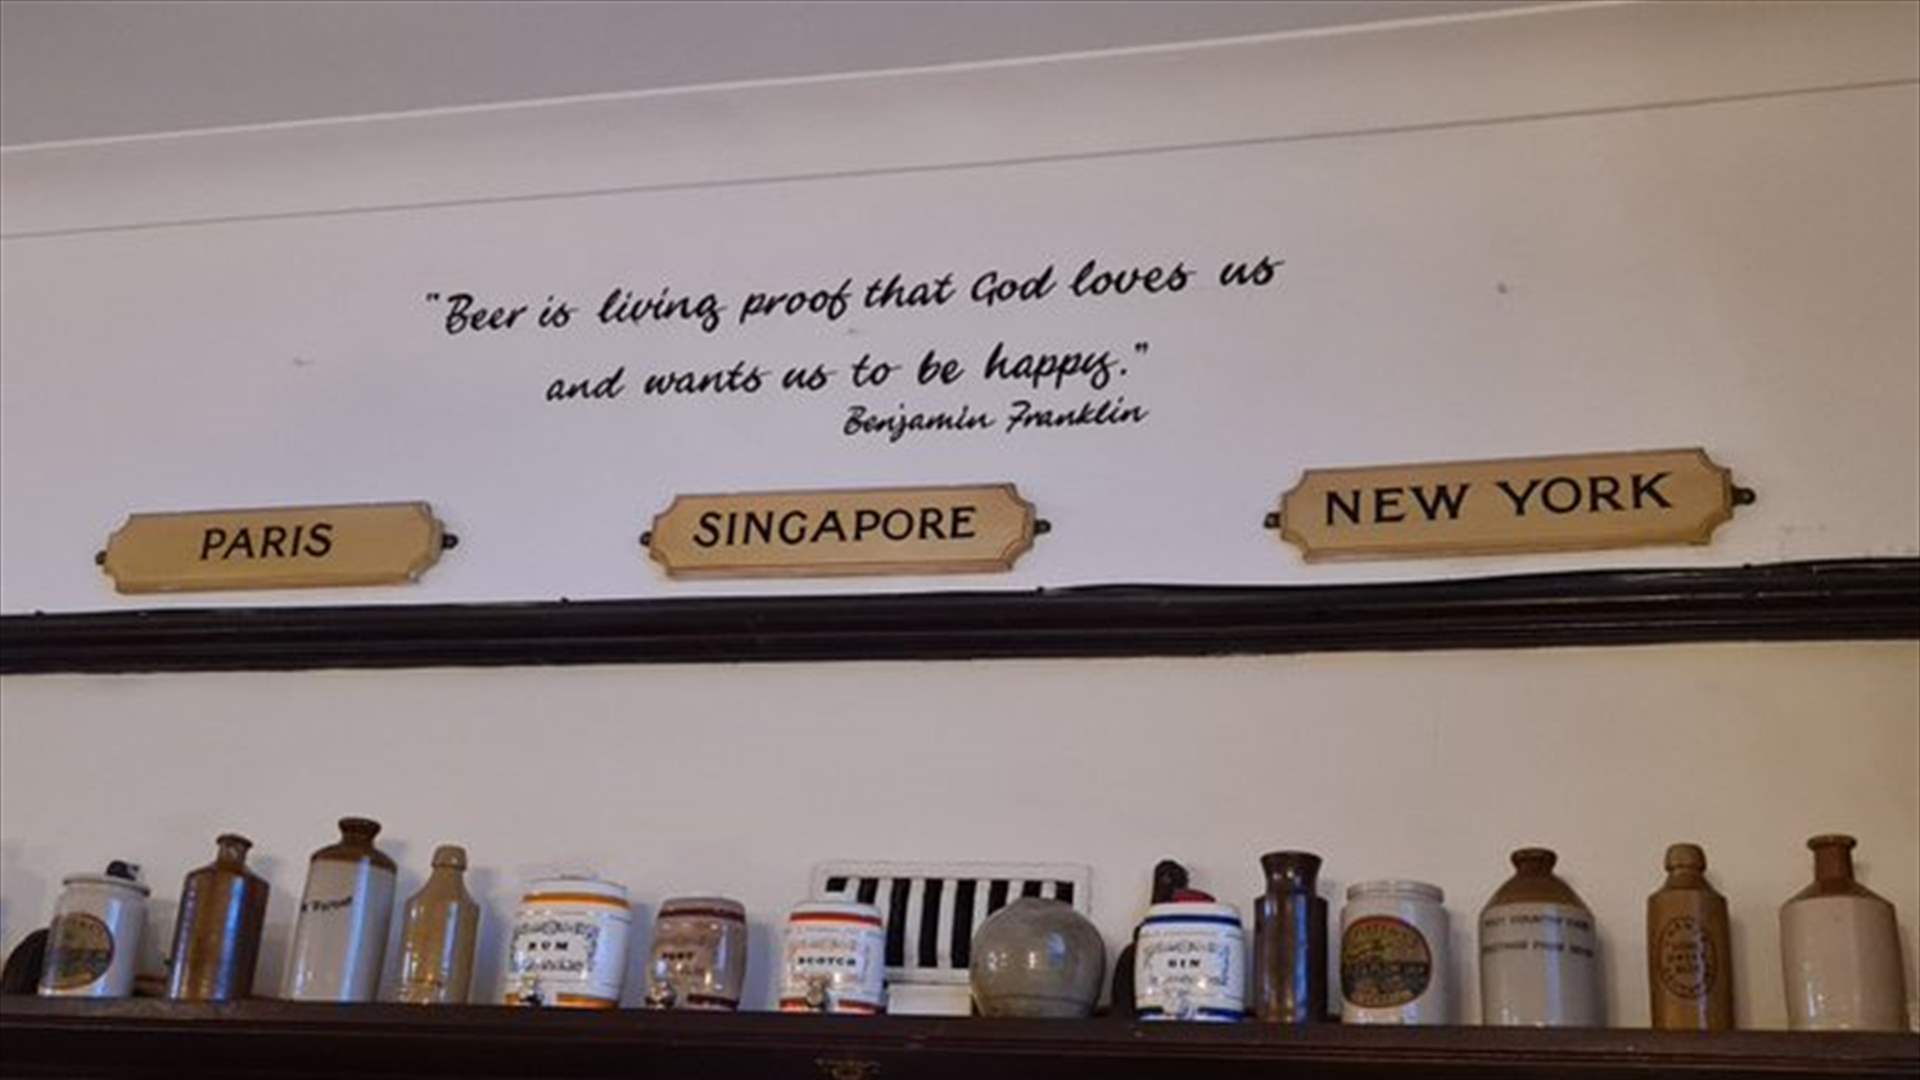 "Beer is living proof that God loves us
and wants us to be happy."
Benjamin Franklin
PARIS
SINGAPORE
NEW YORK
RUM
PORT
SCOTCH
GIN